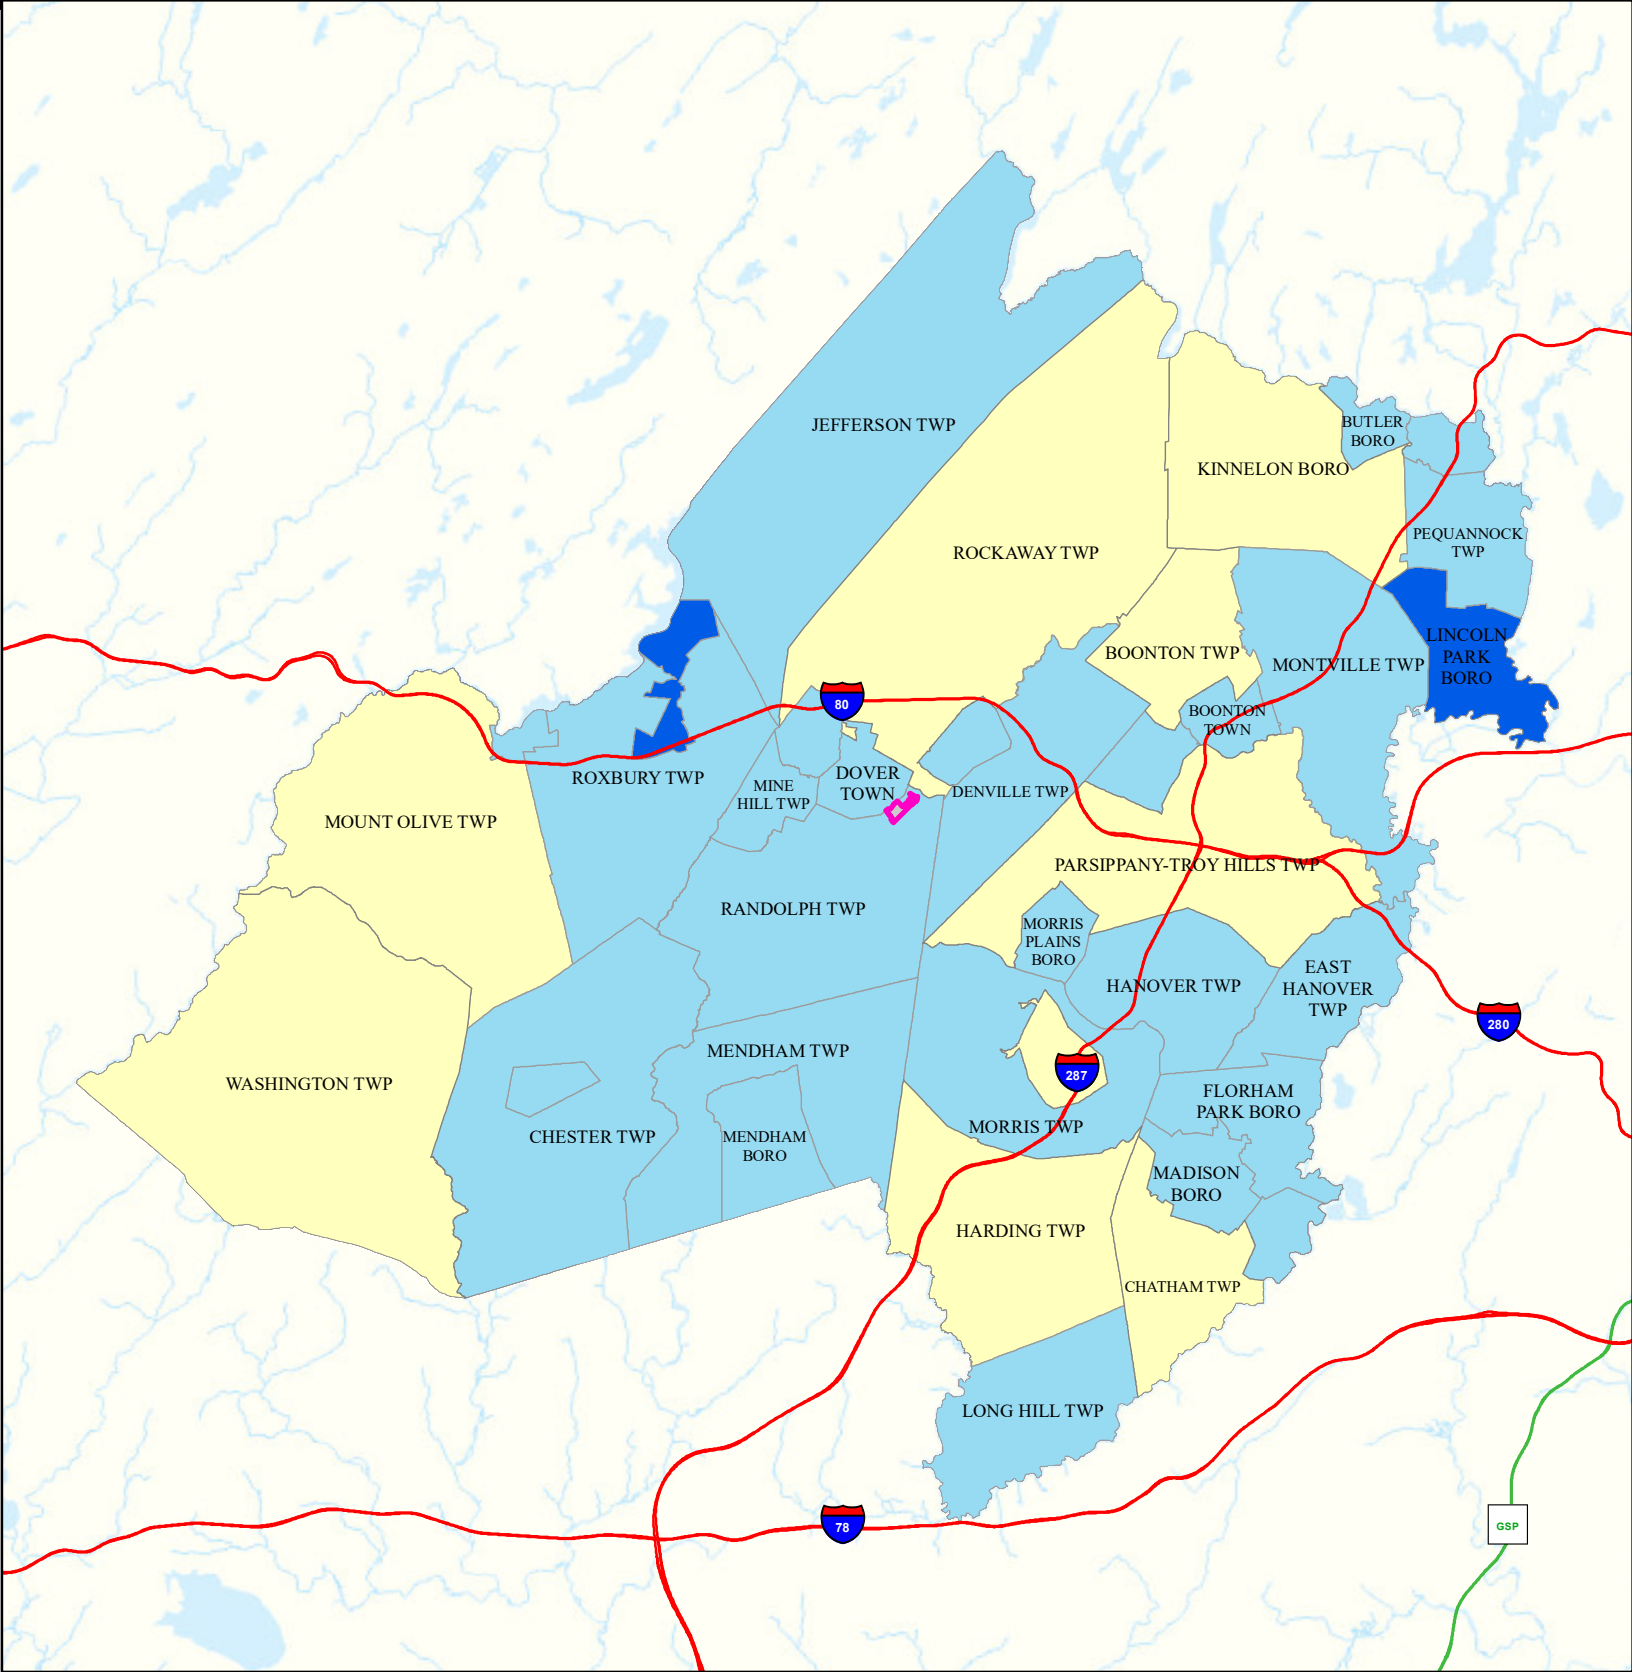 JEFFERSON TWP
BUTLER
BORO
KINNELON BORO
PEQUANNOCK
TWP
ROCKAWAY TWP
LINCOLN
PARK
BORO
BOONTON TWP
MONTVILLE TWP
80
BOONTON
TOWN
ROXBURY TWP
MINE
HILL TWP
DOVER
TOWN
DENVILLE TWP
MOUNT OLIVE TWP
PARSIPPANY-TROY HILLS TWP
RANDOLPH TWP
MORRIS
PLAINS
BORO
HANOVER TWP
EAST
HANOVER
TWP
280
MENDHAM TWP
287
WASHINGTON TWP
FLORHAM
PARK BORO
CHESTER TWP
MENDHAM
BORO
MORRIS TWP
MADISON
BORO
HARDING TWP
CHATHAM TWP
LONG HILL TWP
78
GSP